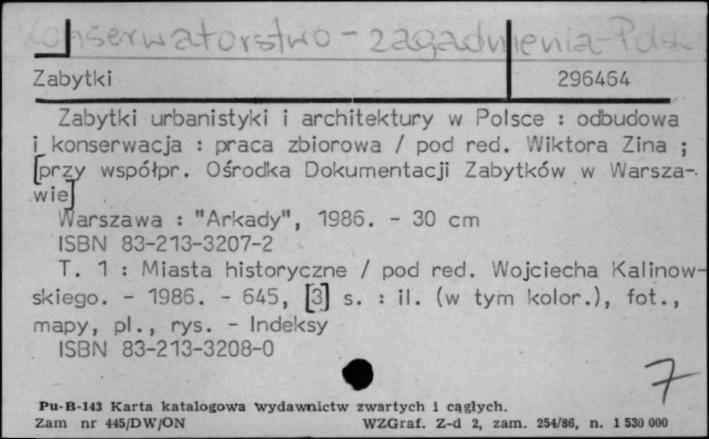 Konserwatorstwo - zagadnienia - Polsk
Zabytki 296464
Zabytki urbanistyki i architektury w Polsce : odbudowa
i konserwacja : praca zbiorowa / pod red. Wiktora Zina ;
[przy współpr. Ośrodka Dokumentacji Zabytków w Warsza-
wie]
Warszawa : "Arkady", 1986. - 30 cm
ISBN 83-213-3207-2
T. 1 : Miasta historyczne / pod red. Wojciecha Kalinow-
skiego. - 1986. - 645, [3] s. : il. (w tym kolor.), fot.,
mapy, pl., rys. - Indeksy
ISBN 83-213-3208-0
7
Pu-B-143 Karta katalogowa wydawnictw zwartych i ciągłych.
Zam nr 445/DW/ON WZGraf. Z-d 2, zam. 254/86, n. 1 530 000